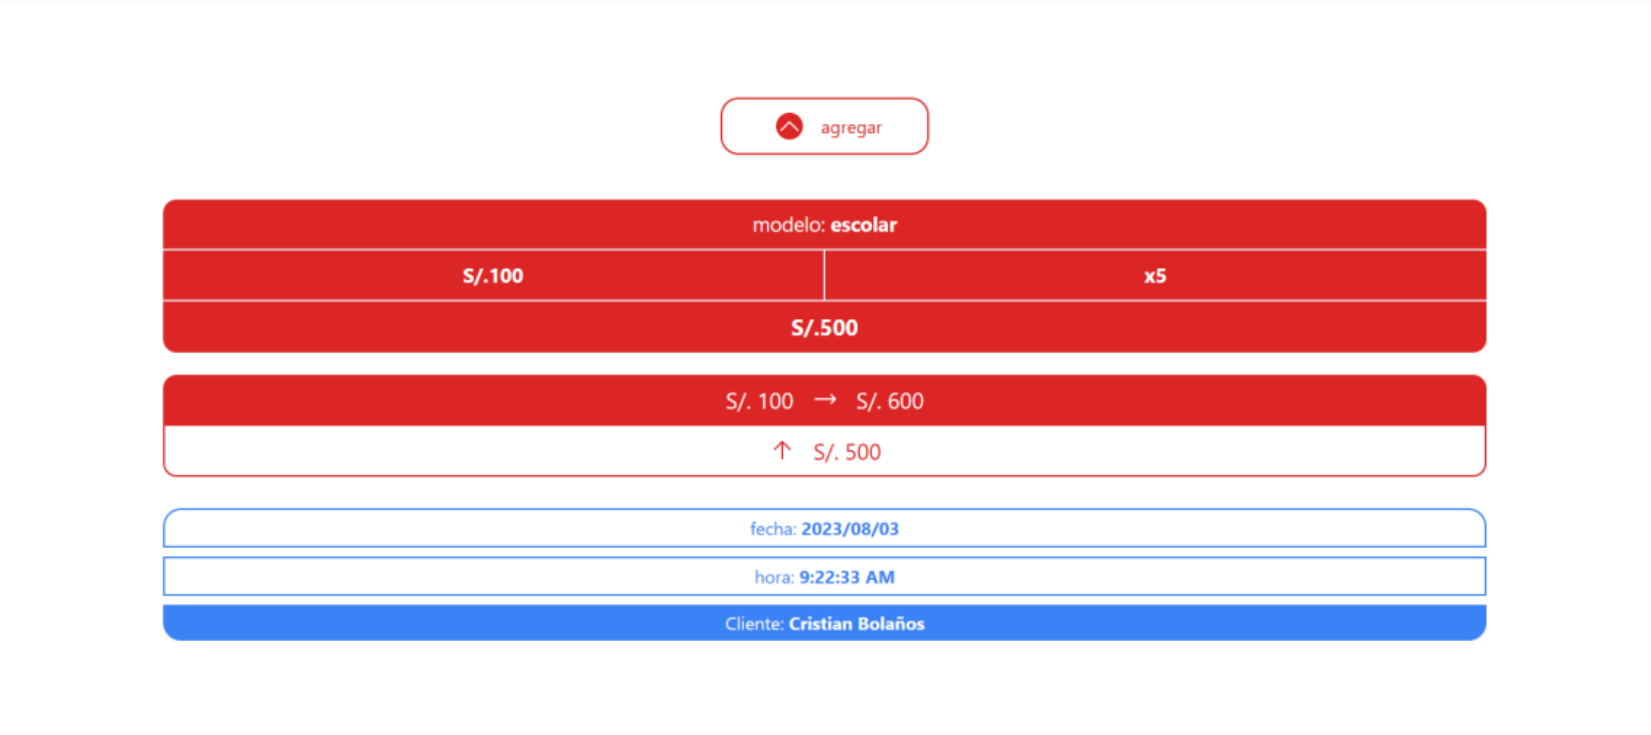 agregar
modelo: escolar
S/.100 x5
S/.500
S/. 100 → S/. 600
↑ S/. 500
fecha: 2023/08/03
hora: 9:22:33 AM
Cliente: Cristian Bolaños